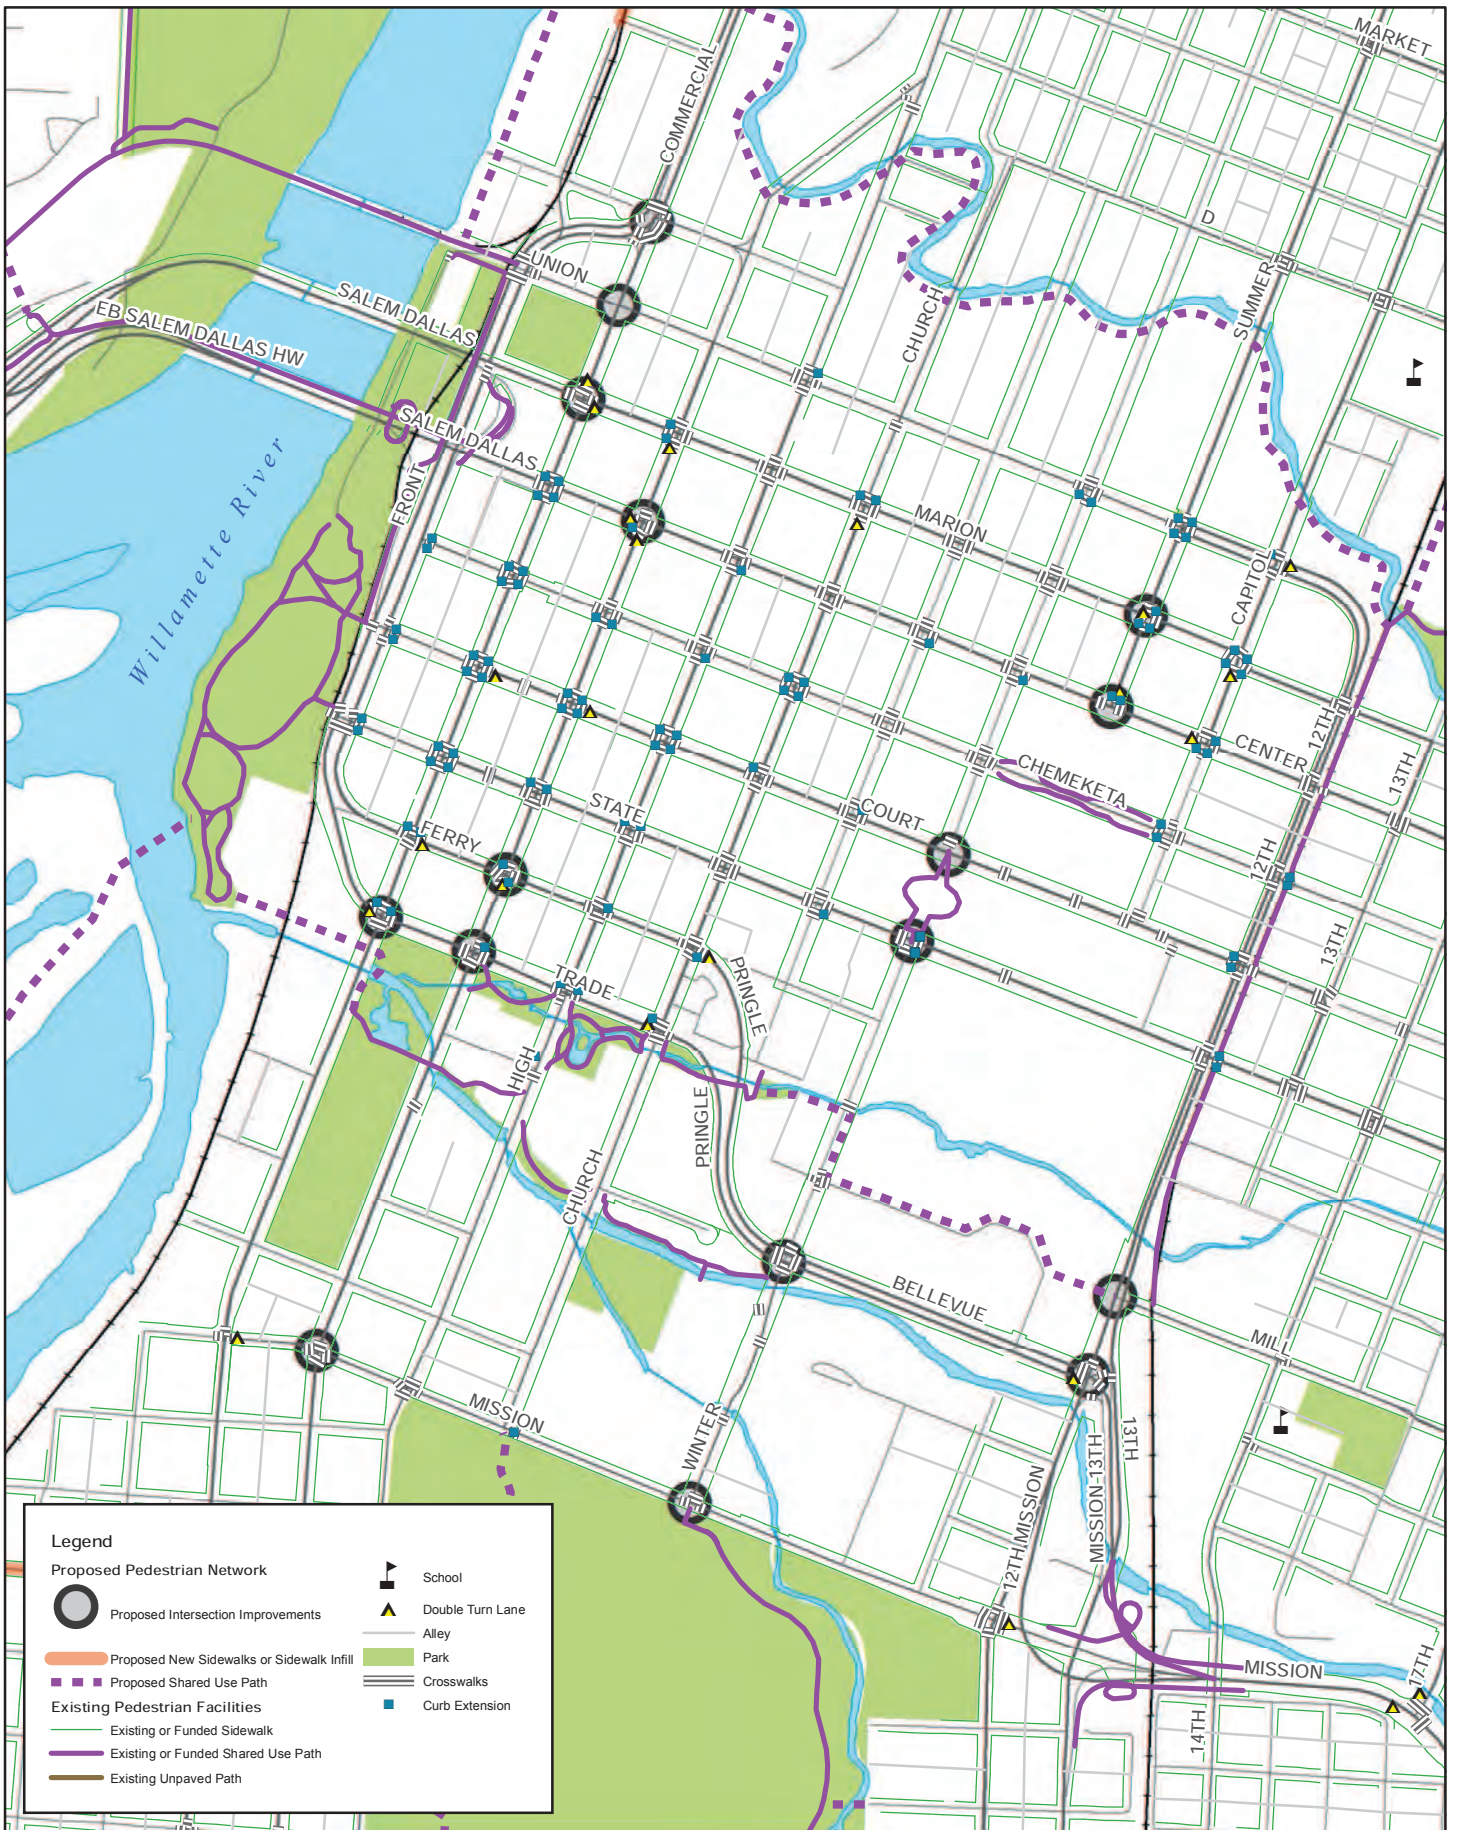 MARKET
COMMERCIAL
D
UNION
SUMMER
SALEM DALLAS
EB SALEM DALLAS HW
CHURCH
SALEM DALLAS
FRONT
Willamette River
MARION
CAPITOL
12TH
CENTER
13TH
CHEMEKETA
STATE
COURT
FERRY
12TH
13TH
PRINGLE
TRADE
HIGH
PRINGLE
CHURCH
BELLEVUE
MILL
MISSION
WINTER
13TH
MISSION-13TH
12TH MISSION
MISSION
17TH
14TH
Legend
Proposed Pedestrian Network
Proposed Intersection Improvements
Proposed New Sidewalks or Sidewalk Infill
Proposed Shared Use Path
Existing Pedestrian Facilities
Existing or Funded Sidewalk
Existing or Funded Shared Use Path
Existing Unpaved Path
School
Double Turn Lane
Alley
Park
Crosswalks
Curb Extension